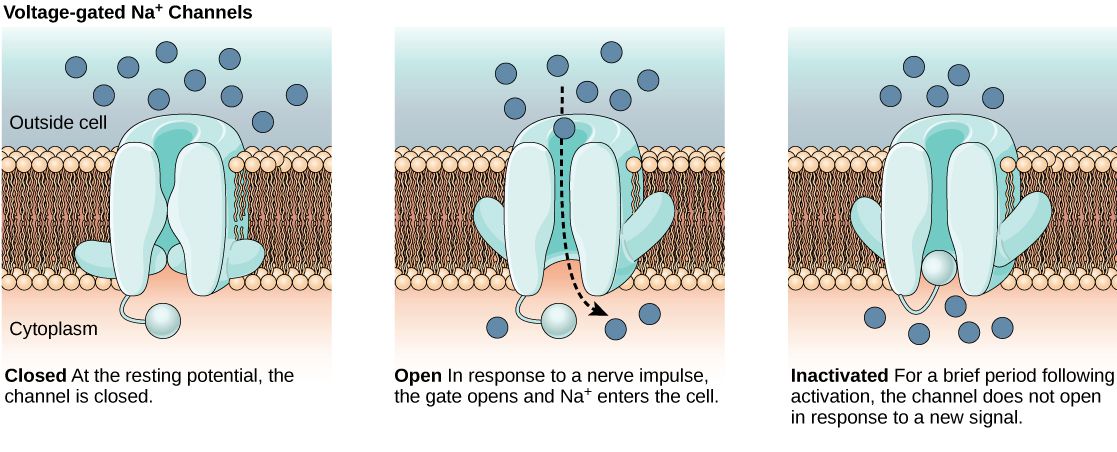 Voltage-gated Na⁺ Channels
Outside cell
Cytoplasm
Closed At the resting potential, the
channel is closed.
Open In response to a nerve impulse,
the gate opens and Na⁺ enters the cell.
Inactivated For a brief period following
activation, the channel does not open
in response to a new signal.